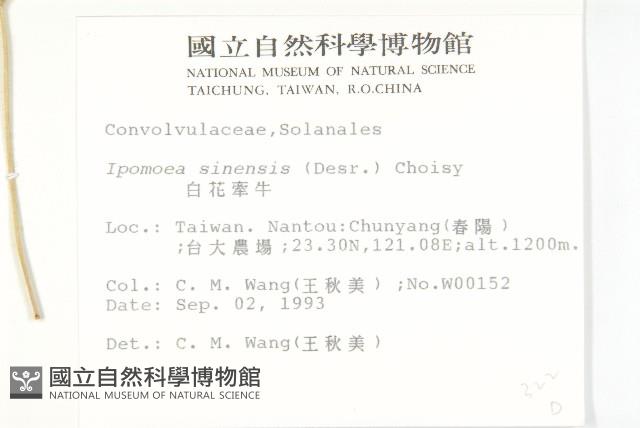 國立自然科學博物館
NATIONAL MUSEUM OF NATURAL SCIENCE
TAICHUNG, TAIWAN, R.O.CHINA
Convolvulaceae,Solanales
Ipomoea sinensis (Desr.) Choisy
白花牽牛
Loc.: Taiwan. Nantou:Chunyang(春陽)
;台大農場;23.30N,121.08E;alt.1200m.
Col.: C. M. Wang(王秋美) ;No.W00152
Date: Sep. 02, 1993
Det.: C. M. Wang(王秋美)
322
D
國立自然科學博物館
NATIONAL MUSEUM OF NATURAL SCIENCE